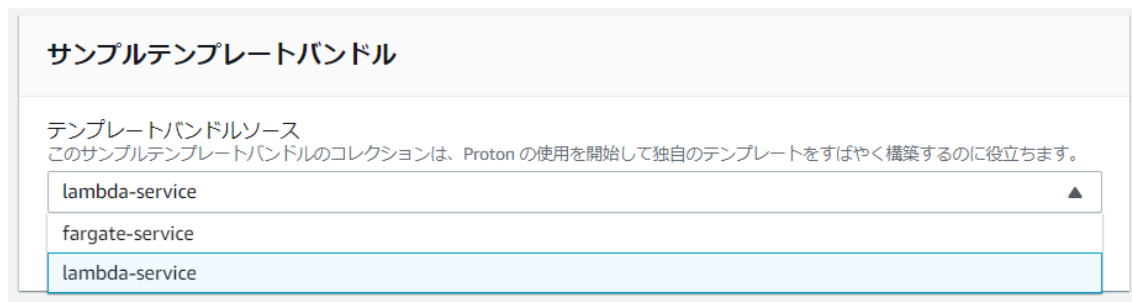 サンプルテンプレートバンドル
テンプレートバンドルソース
このサンプルテンプレートバンドルのコレクションは、Proton の使用を開始して独自のテンプレートをすばやく構築するのに役立ちます。
lambda-service
fargate-service
lambda-service